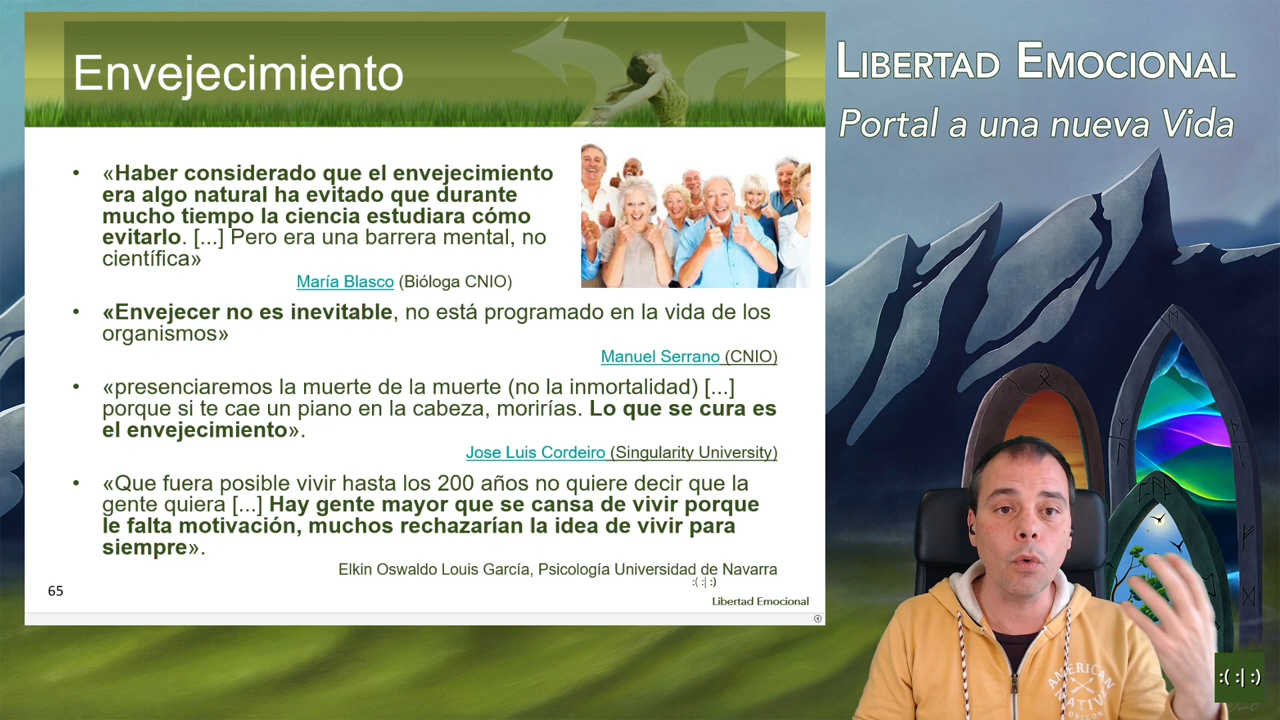 Envejecimiento
LIBERTAD EMOCIONAL
Portal a una nueva Vida
• «Haber considerado que el envejecimiento
era algo natural ha evitado que durante
mucho tiempo la ciencia estudiara cómo
evitarlo. [...] Pero era una barrera mental, no
científica»
María Blasco (Bióloga CNIO)
• «Envejecer no es inevitable, no está programado en la vida de los
organismos»
Manuel Serrano (CNIO)
• «presenciaremos la muerte de la muerte (no la inmortalidad) [...]
porque si te cae un piano en la cabeza, morirías. Lo que se cura es
el envejecimiento».
Jose Luis Cordeiro (Singularity University)
• «Que fuera posible vivir hasta los 200 años no quiere decir que la
gente quiera [...] Hay gente mayor que se cansa de vivir porque
le falta motivación, muchos rechazarían la idea de vivir para
siempre».
Elkin Oswaldo Louis García, Psicología Universidad de Navarra
:( :| :)
65
Libertad Emocional
AMERICAN
NATIVE
OREGON
:( :| :)